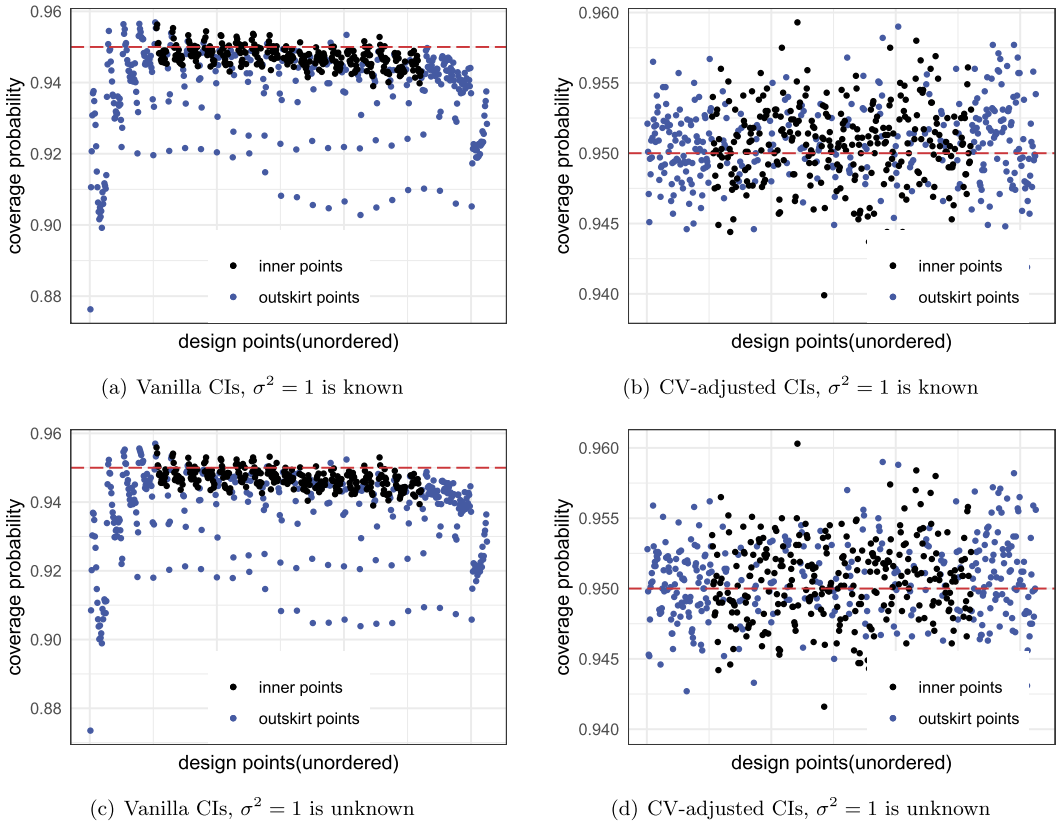 0.96
0.94
0.92
0.90
0.88
coverage probability
inner points
outskirt points
design points(unordered)
(a) Vanilla CIs, σ² = 1 is known
0.960
0.955
0.950
0.945
0.940
coverage probability
inner points
outskirt points
design points(unordered)
(b) CV-adjusted CIs, σ² = 1 is known
0.96
0.94
0.92
0.90
0.88
coverage probability
inner points
outskirt points
design points(unordered)
(c) Vanilla CIs, σ² = 1 is unknown
0.960
0.955
0.950
0.945
0.940
coverage probability
inner points
outskirt points
design points(unordered)
(d) CV-adjusted CIs, σ² = 1 is unknown